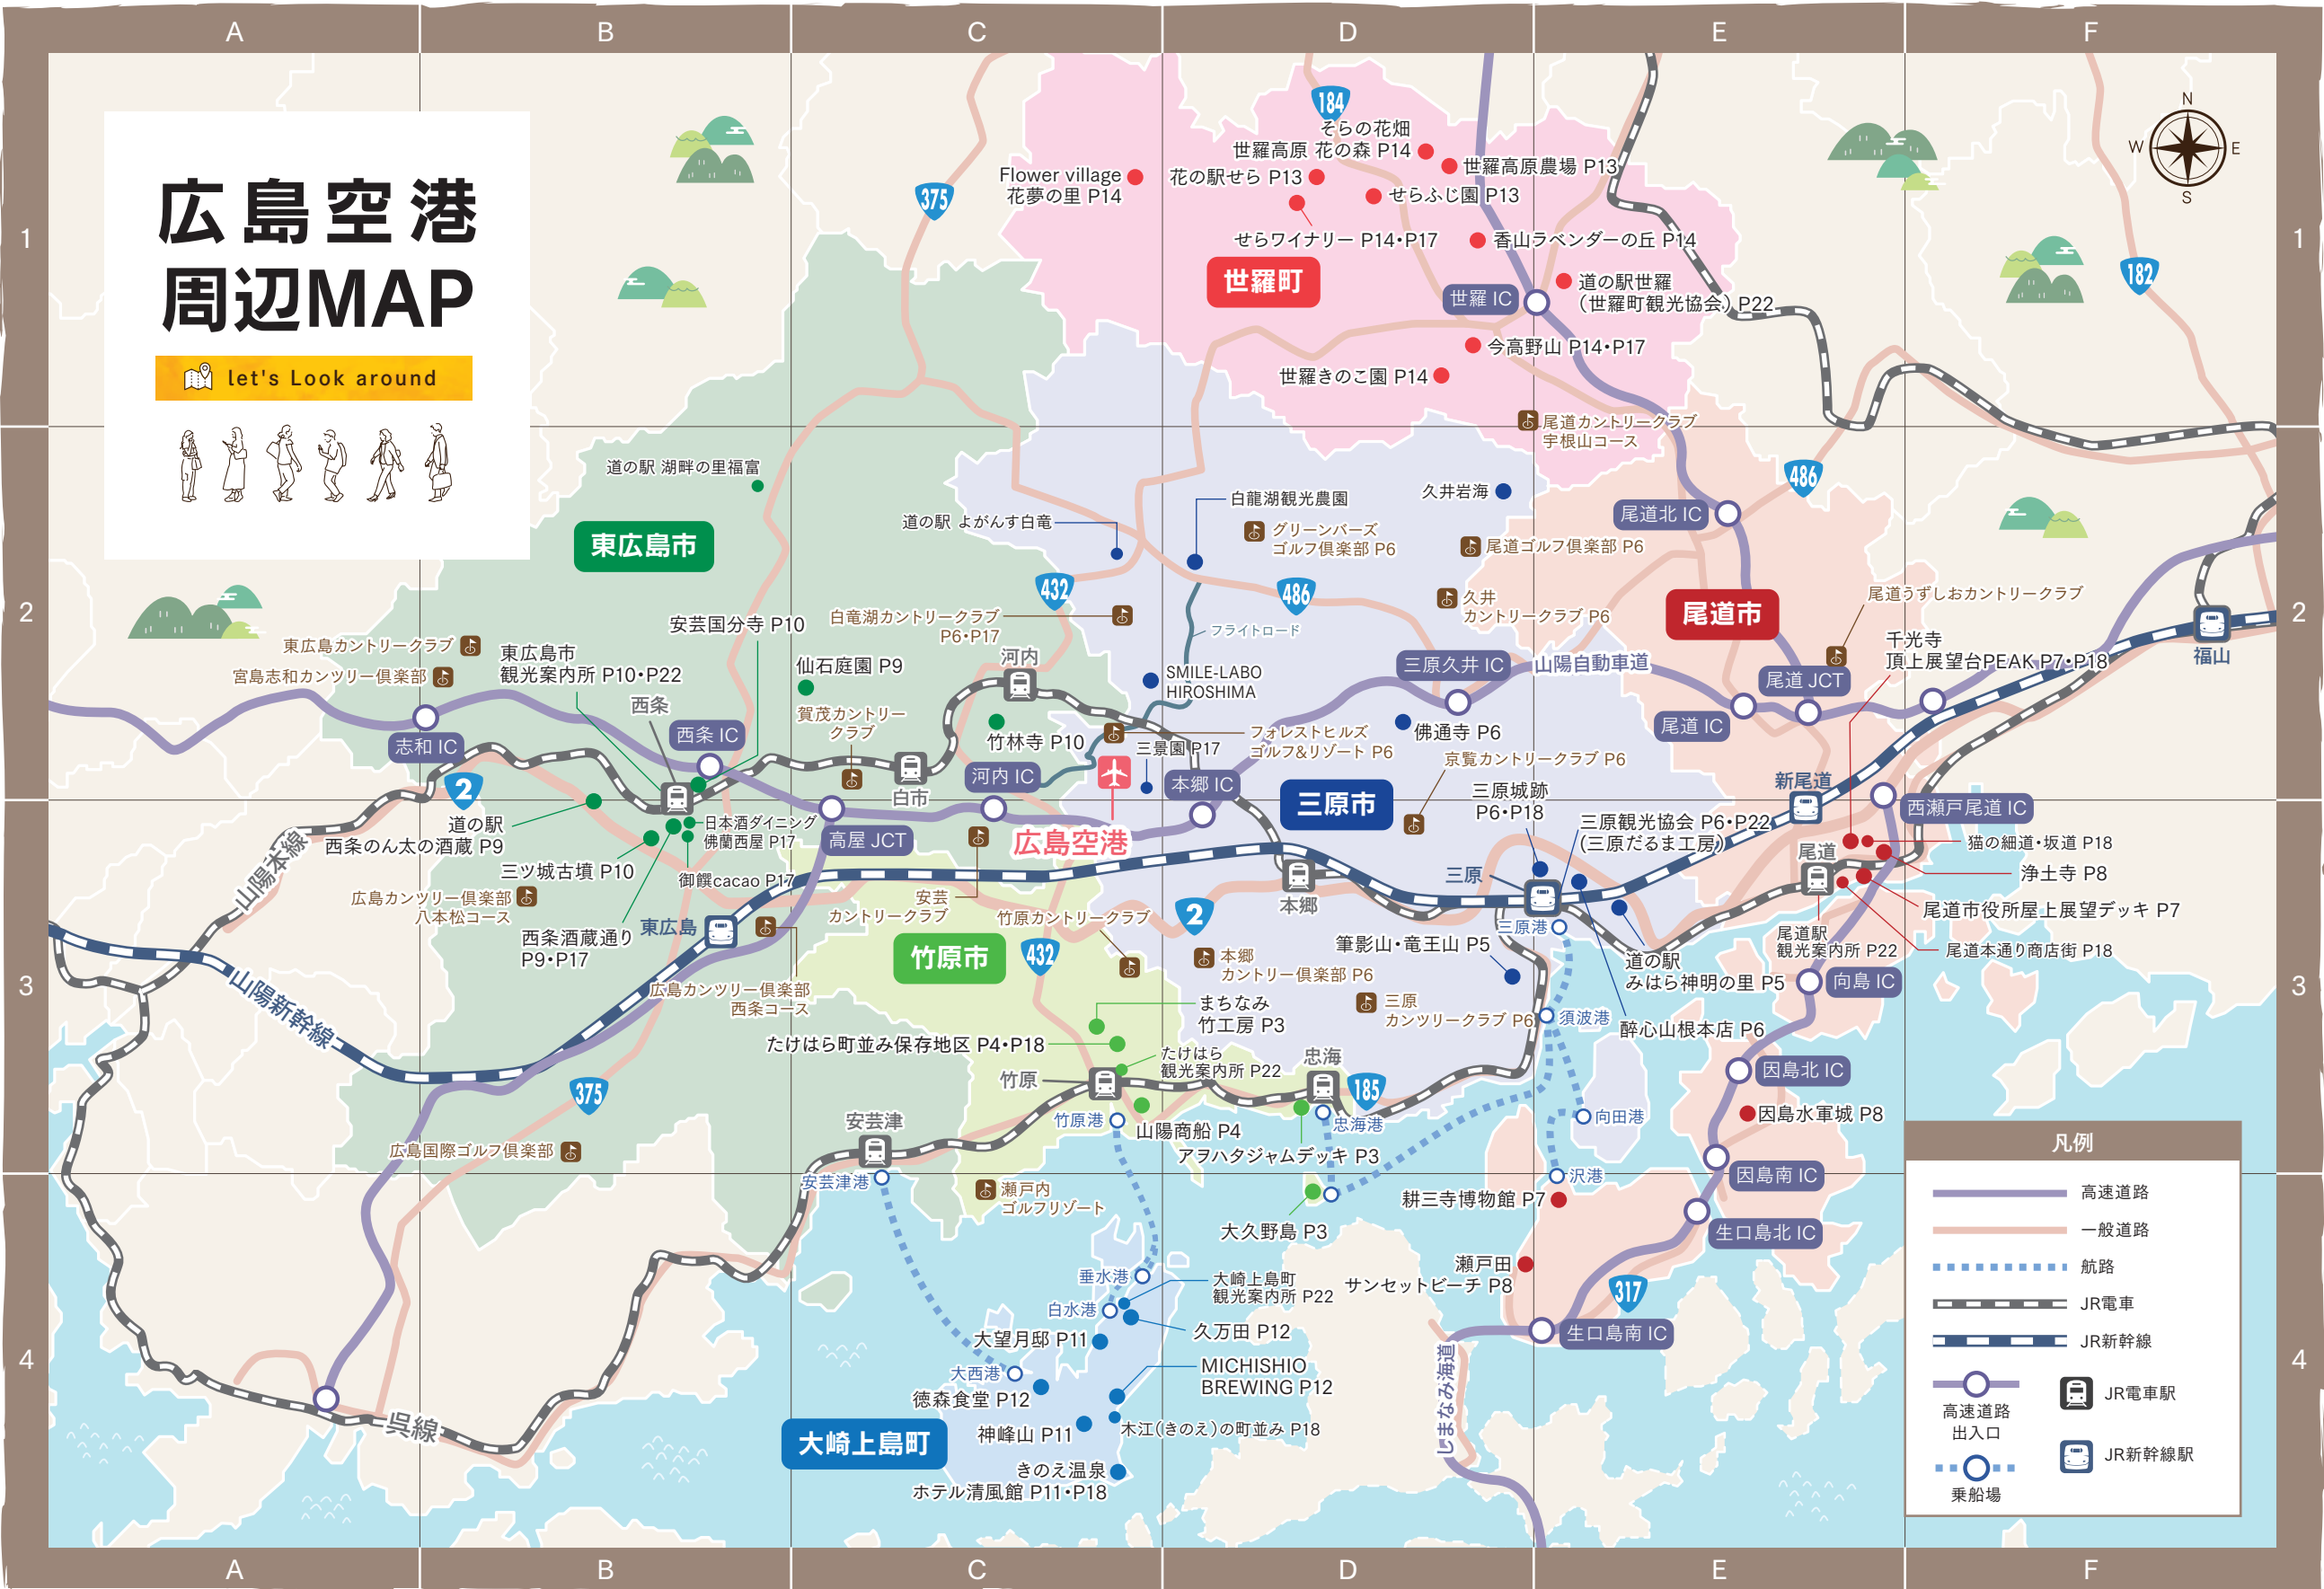 A
B
C
D
E
F
1
2
3
4
1
2
3
4
A
B
C
D
E
F
広島空港
周辺MAP
let's Look around
N
W
E
S
375
184
182
そらの花畑
世羅高原 花の森 P14
世羅高原農場 P13
Flower village
花夢の里 P14
花の駅せら P13
せらふじ園 P13
せらワイナリー P14・P17
香山ラベンダーの丘 P14
世羅町
世羅 IC
道の駅世羅
(世羅町観光協会) P22
今高野山 P14・P17
世羅きのこ園 P14
尾道カントリークラブ
宇根山コース
道の駅 湖畔の里福富
東広島市
道の駅 よがんす白竜
白龍湖観光農園
久井岩海
グリーンバーズ
ゴルフ倶楽部 P6
尾道ゴルフ倶楽部 P6
尾道北 IC
486
432
486
久井
カントリークラブ P6
尾道市
尾道うずしおカントリークラブ
白竜湖カントリークラブ
P6・P17
フライトロード
安芸国分寺 P10
東広島カントリークラブ
宮島志和カンツリー倶楽部
東広島市
観光案内所 P10・P22
仙石庭園 P9
河内
SMILE-LABO
HIROSHIMA
三原久井 IC
山陽自動車道
千光寺
頂上展望台PEAK P7・P18
福山
尾道 JCT
尾道 IC
西条
西条 IC
志和 IC
賀茂カントリー
クラブ
竹林寺 P10
三景園 P17
フォレストヒルズ
ゴルフ&リゾート P6
佛通寺 P6
京覧カントリークラブ P6
2
白市
河内 IC
本郷 IC
三原市
三原城跡
P6・P18
新尾道
西瀬戸尾道 IC
道の駅
西条のん太の酒蔵 P9
日本酒ダイニング
佛蘭西屋 P17
高屋 JCT
広島空港
三原観光協会 P6・P22
(三原だるま工房)
猫の細道・坂道 P18
尾道
浄土寺 P8
山陽本線
三ツ城古墳 P10
御饌cacao P17
広島カンツリー倶楽部
八本松コース
安芸
カントリークラブ
竹原カントリークラブ
本郷
三原
尾道市役所屋上展望デッキ P7
西条酒蔵通り
P9・P17
東広島
竹原市
432
2
三原港
筆影山・竜王山 P5
尾道駅
観光案内所 P22
尾道本通り商店街 P18
本郷
カントリー倶楽部 P6
道の駅
みはら神明の里 P5
向島 IC
山陽新幹線
広島カンツリー倶楽部
西条コース
まちなみ
竹工房 P3
三原
カンツリークラブ P6
須波港
醉心山根本店 P6
たけはら町並み保存地区 P4・P18
たけはら
観光案内所 P22
忠海
185
因島北 IC
375
竹原
竹原港
山陽商船 P4
忠海港
向田港
因島水軍城 P8
安芸津
広島国際ゴルフ倶楽部
アヲハタジャムデッキ P3
安芸津港
沢港
因島南 IC
瀬戸内
ゴルフリゾート
耕三寺博物館 P7
大久野島 P3
生口島北 IC
瀬戸田
サンセットビーチ P8
317
垂水港
大崎上島町
観光案内所 P22
白水港
久万田 P12
大望月邸 P11
生口島南 IC
大西港
MICHISHIO
BREWING P12
徳森食堂 P12
しまなみ海道
呉線
神峰山 P11
木江(きのえ)の町並み P18
大崎上島町
きのえ温泉
ホテル清風館 P11・P18
凡例
高速道路
一般道路
航路
JR電車
JR新幹線
高速道路
出入口
JR電車駅
乗船場
JR新幹線駅